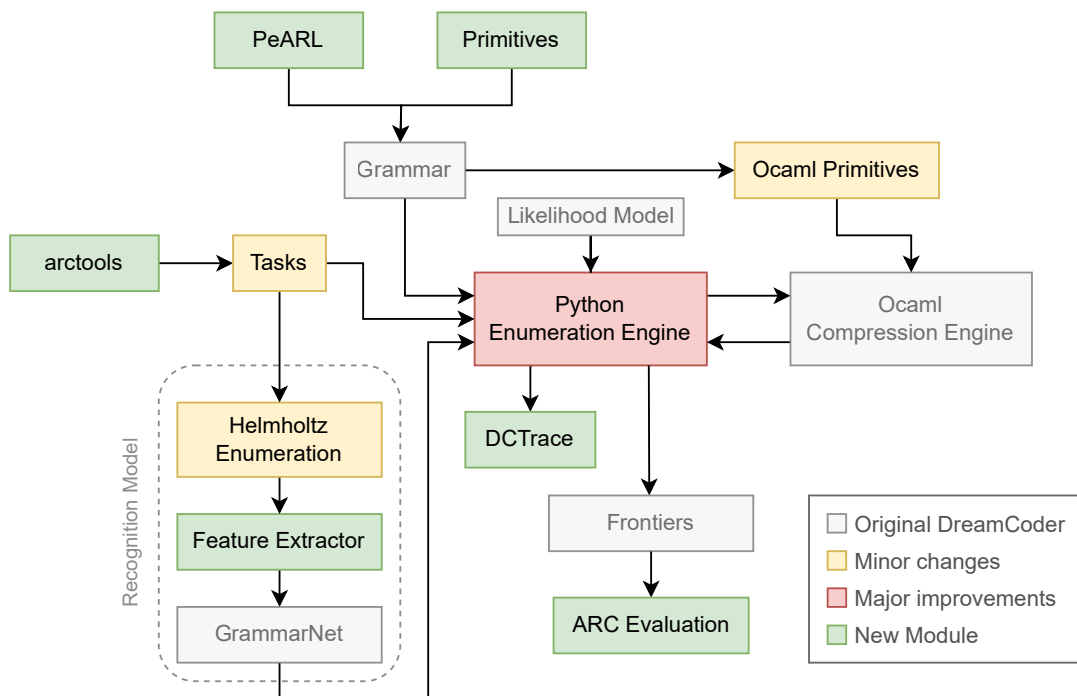 PeARL
Primitives
Grammar
Ocaml Primitives
Likelihood Model
arctools
Tasks
Python
Enumeration Engine
Ocaml
Compression Engine
Recognition Model
Helmholtz
Enumeration
DCTrace
Feature Extractor
Frontiers
GrammarNet
ARC Evaluation
Original DreamCoder
Minor changes
Major improvements
New Module